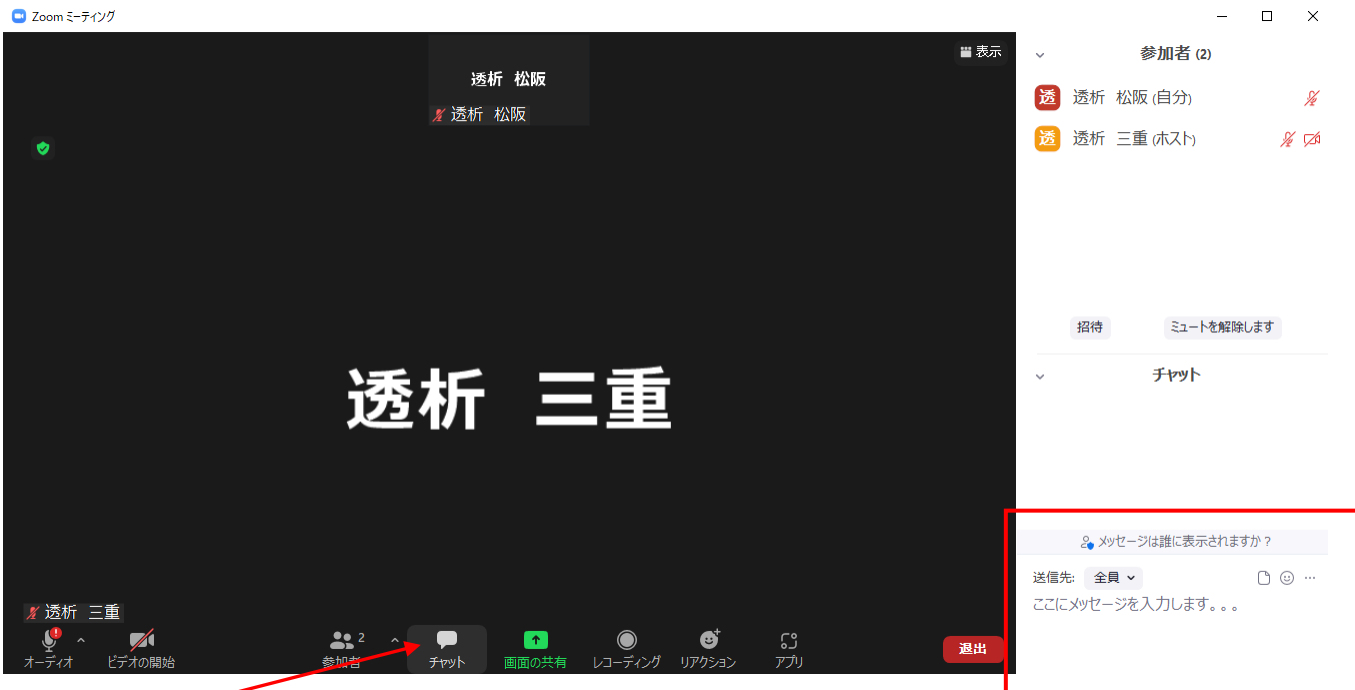 Zoom ミーティング
透析 松阪
透析 松阪
表示
透析 三重
透析 三重
オーディオ
ビデオの開始
2
参加者
チャット
画面の共有
レコーディング
リアクション
アプリ
退出
参加者 (2)
透 透析 松阪 (自分)
透 透析 三重 (ホスト)
招待 ミュートを解除します
チャット
メッセージは誰に表示されますか？
送信先: 全員
ここにメッセージを入力します。。。